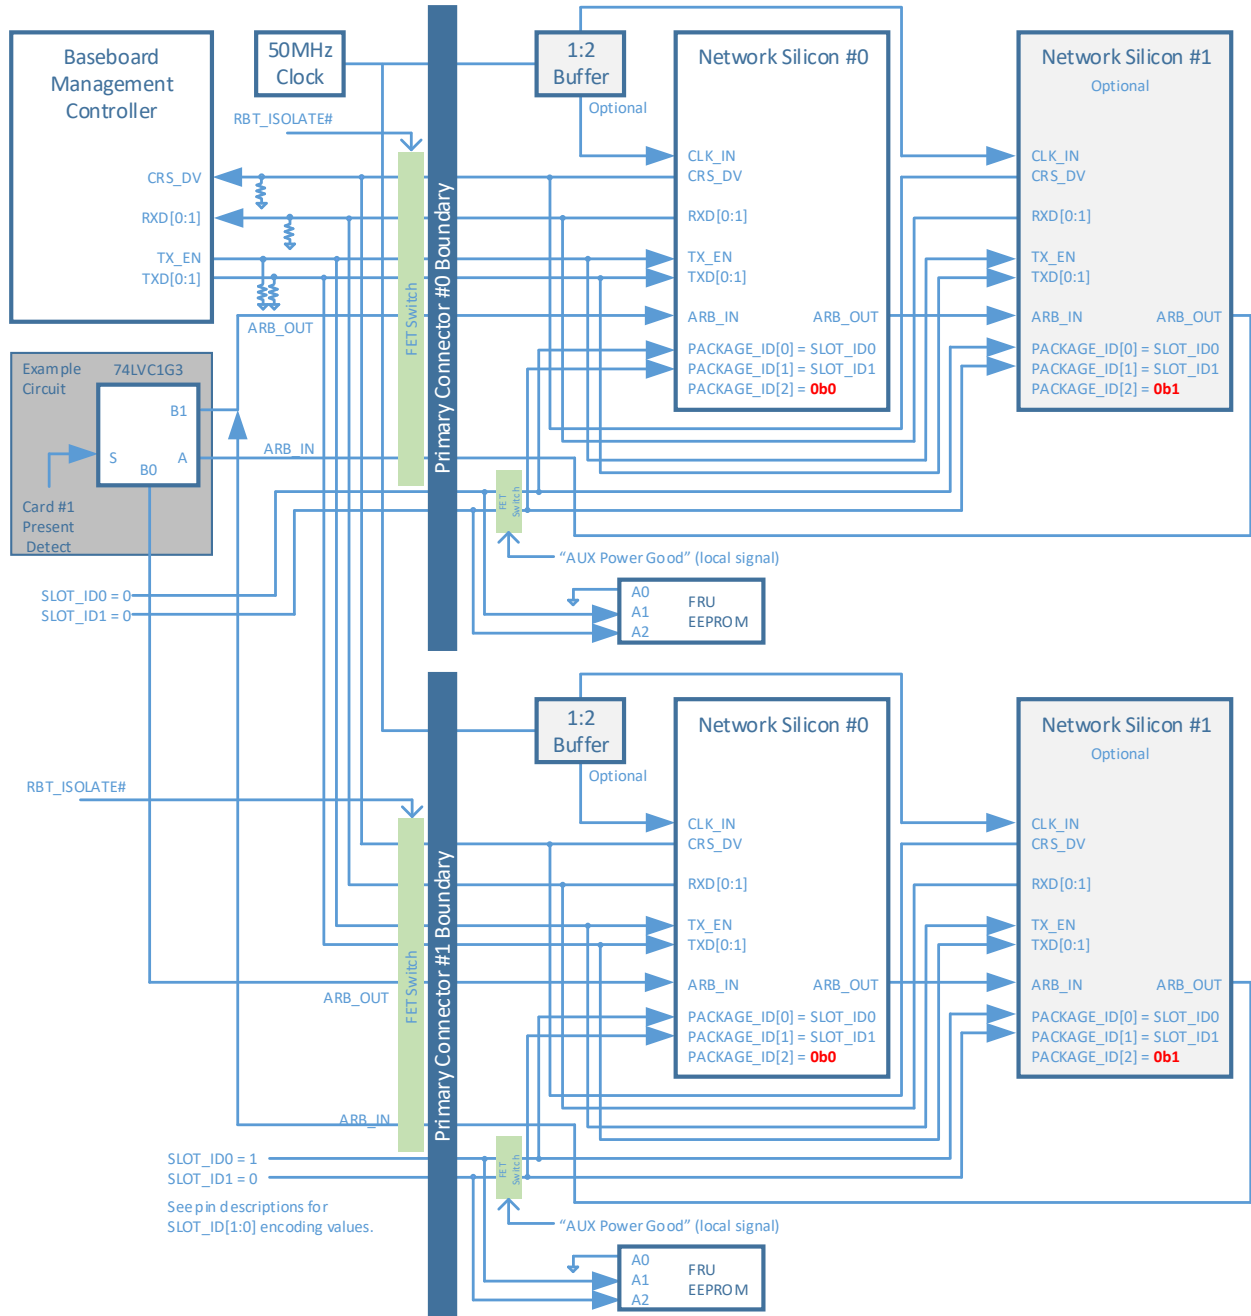 Baseboard
Management
Controller
CRS_DV
RXD[0:1]
TX_EN
TXD[0:1]
50MHz
Clock
RBT_ISOLATE#
ARB_OUT
ARB_IN
FET Switch
Primary Connector #0 Boundary
Example
Circuit
74LVC1G3
B1
S
A
B0
Card #1
Present
Detect
SLOT_ID0 = 0
SLOT_ID1 = 0
1:2
Buffer
Optional
Network Silicon #0
CLK_IN
CRS_DV
RXD[0:1]
TX_EN
TXD[0:1]
ARB_IN ARB_OUT
PACKAGE_ID[0] = SLOT_ID0
PACKAGE_ID[1] = SLOT_ID1
PACKAGE_ID[2] = 0b0
Network Silicon #1
Optional
CLK_IN
CRS_DV
RXD[0:1]
TX_EN
TXD[0:1]
ARB_IN ARB_OUT
PACKAGE_ID[0] = SLOT_ID0
PACKAGE_ID[1] = SLOT_ID1
PACKAGE_ID[2] = 0b1
FET
Switch
“AUX Power Good” (local signal)
A0
A1
A2
FRU
EEPROM
RBT_ISOLATE#
ARB_OUT
ARB_IN
FET Switch
Primary Connector #1 Boundary
SLOT_ID0 = 1
SLOT_ID1 = 0
See pin descriptions for
SLOT_ID[1:0] encoding values.
1:2
Buffer
Optional
Network Silicon #0
CLK_IN
CRS_DV
RXD[0:1]
TX_EN
TXD[0:1]
ARB_IN ARB_OUT
PACKAGE_ID[0] = SLOT_ID0
PACKAGE_ID[1] = SLOT_ID1
PACKAGE_ID[2] = 0b0
Network Silicon #1
Optional
CLK_IN
CRS_DV
RXD[0:1]
TX_EN
TXD[0:1]
ARB_IN ARB_OUT
PACKAGE_ID[0] = SLOT_ID0
PACKAGE_ID[1] = SLOT_ID1
PACKAGE_ID[2] = 0b1
FET
Switch
“AUX Power Good” (local signal)
A0
A1
A2
FRU
EEPROM